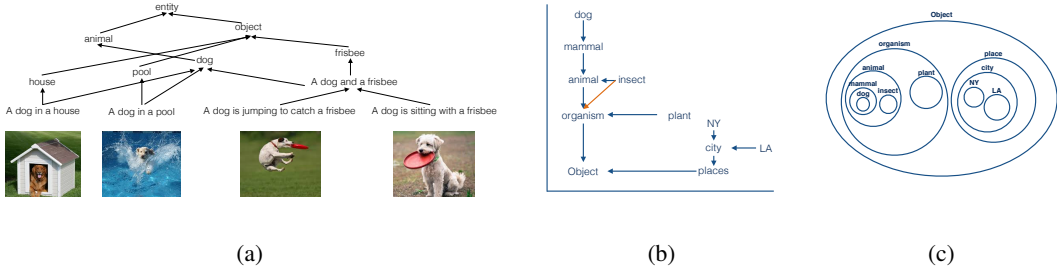 entity
object
animal
frisbee
dog
pool
house
A dog and a frisbee
A dog in a house
A dog in a pool
A dog is jumping to catch a frisbee
A dog is sitting with a frisbee
(a)
dog
mammal
animal
insect
organism
plant
NY
city
LA
Object
places
(b)
Object
organism
place
animal
city
mammal
plant
NY
dog
insect
LA
(c)